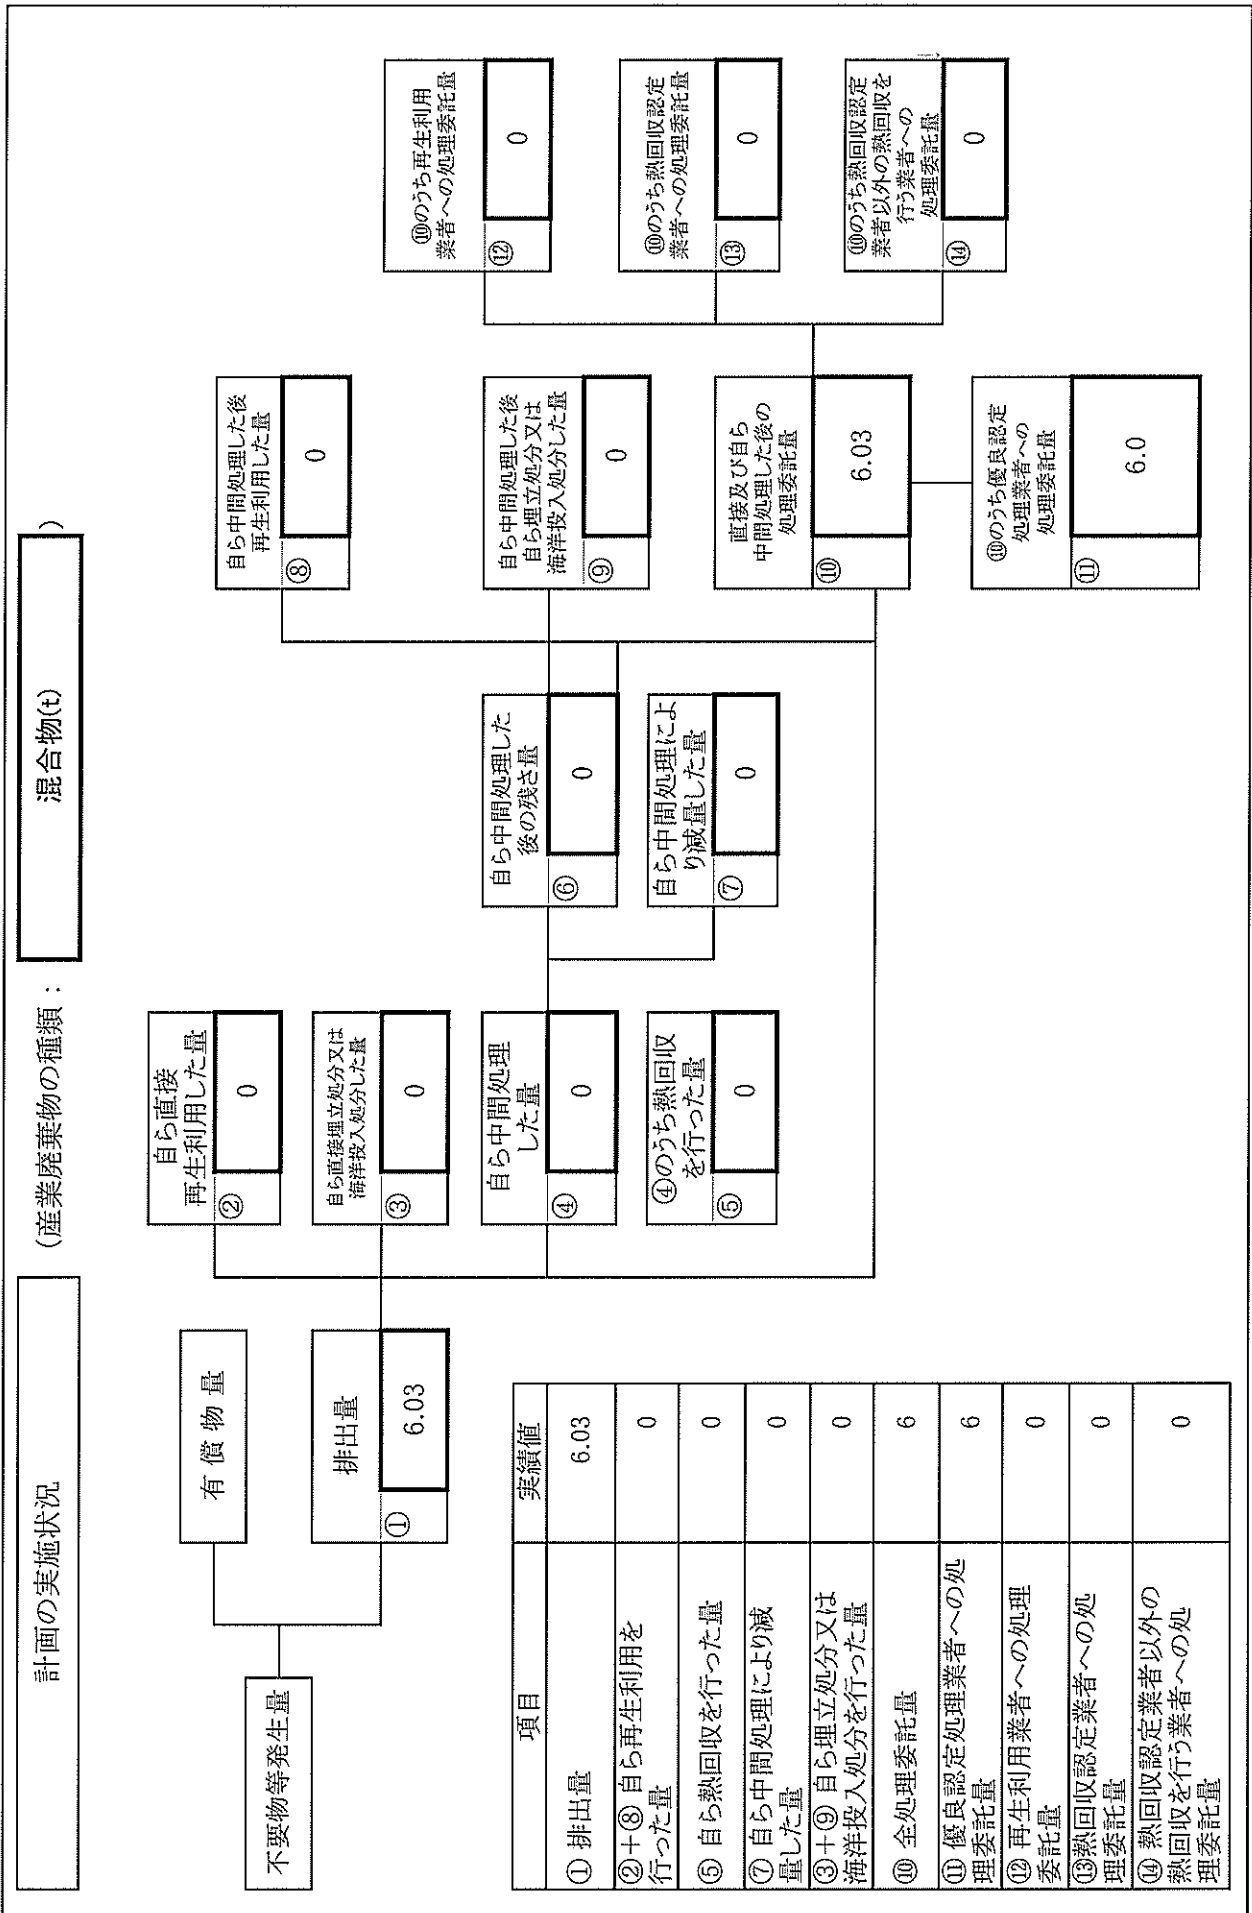 計画の実施状況
(産業廃棄物の種類：
混合物(t)
)
不要物等発生量
有 償 物 量
排出量
①
6.03
自ら直接
再生利用した量
②
0
自ら直接埋立処分又は
海洋投入処分した量
③
0
自ら中間処理
した量
④
0
④のうち熱回収
を行った量
⑤
0
自ら中間処理した
後の残さ量
⑥
0
自ら中間処理によ
り減量した量
⑦
0
自ら中間処理した後
再生利用した量
⑧
0
自ら中間処理した後
自ら埋立処分又は
海洋投入処分した量
⑨
0
直接及び自ら
中間処理した後の
処理委託量
⑩
6.03
⑩のうち優良認定
処理業者への
処理委託量
⑪
6.0
⑩のうち再生利用
業者への処理委託量
⑫
0
⑩のうち熱回収認定
業者への処理委託量
⑬
0
⑩のうち熱回収認定
業者以外の熱回収を
行う業者への
処理委託量
⑭
0
項目
実績値
① 排出量
6.03
②＋⑧ 自ら再生利用を
行った量
0
⑤ 自ら熱回収を行った量
0
⑦ 自ら中間処理により減
量した量
0
③＋⑨ 自ら埋立処分又は
海洋投入処分を行った量
0
⑩ 全処理委託量
6
⑪ 優良認定処理業者への処
理委託量
6
⑫ 再生利用業者への処理
委託量
0
⑬熱回収認定業者への処
理委託量
0
⑭ 熱回収認定業者以外の
熱回収を行う業者への処
理委託量
0